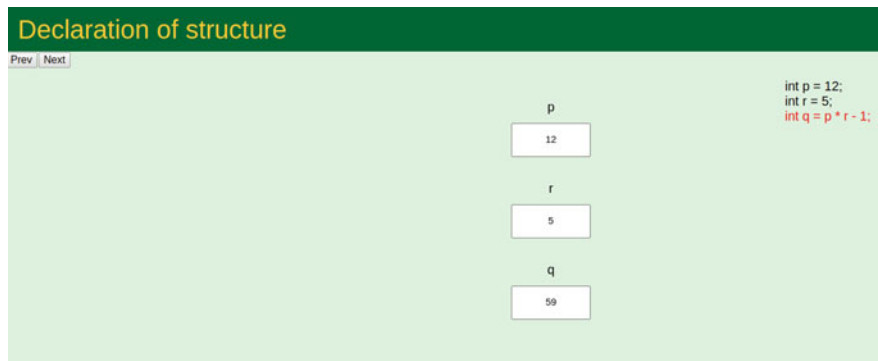 Declaration of structure
Prev Next
int p = 12;
int r = 5;
int q = p * r - 1;
p
12
r
5
q
59